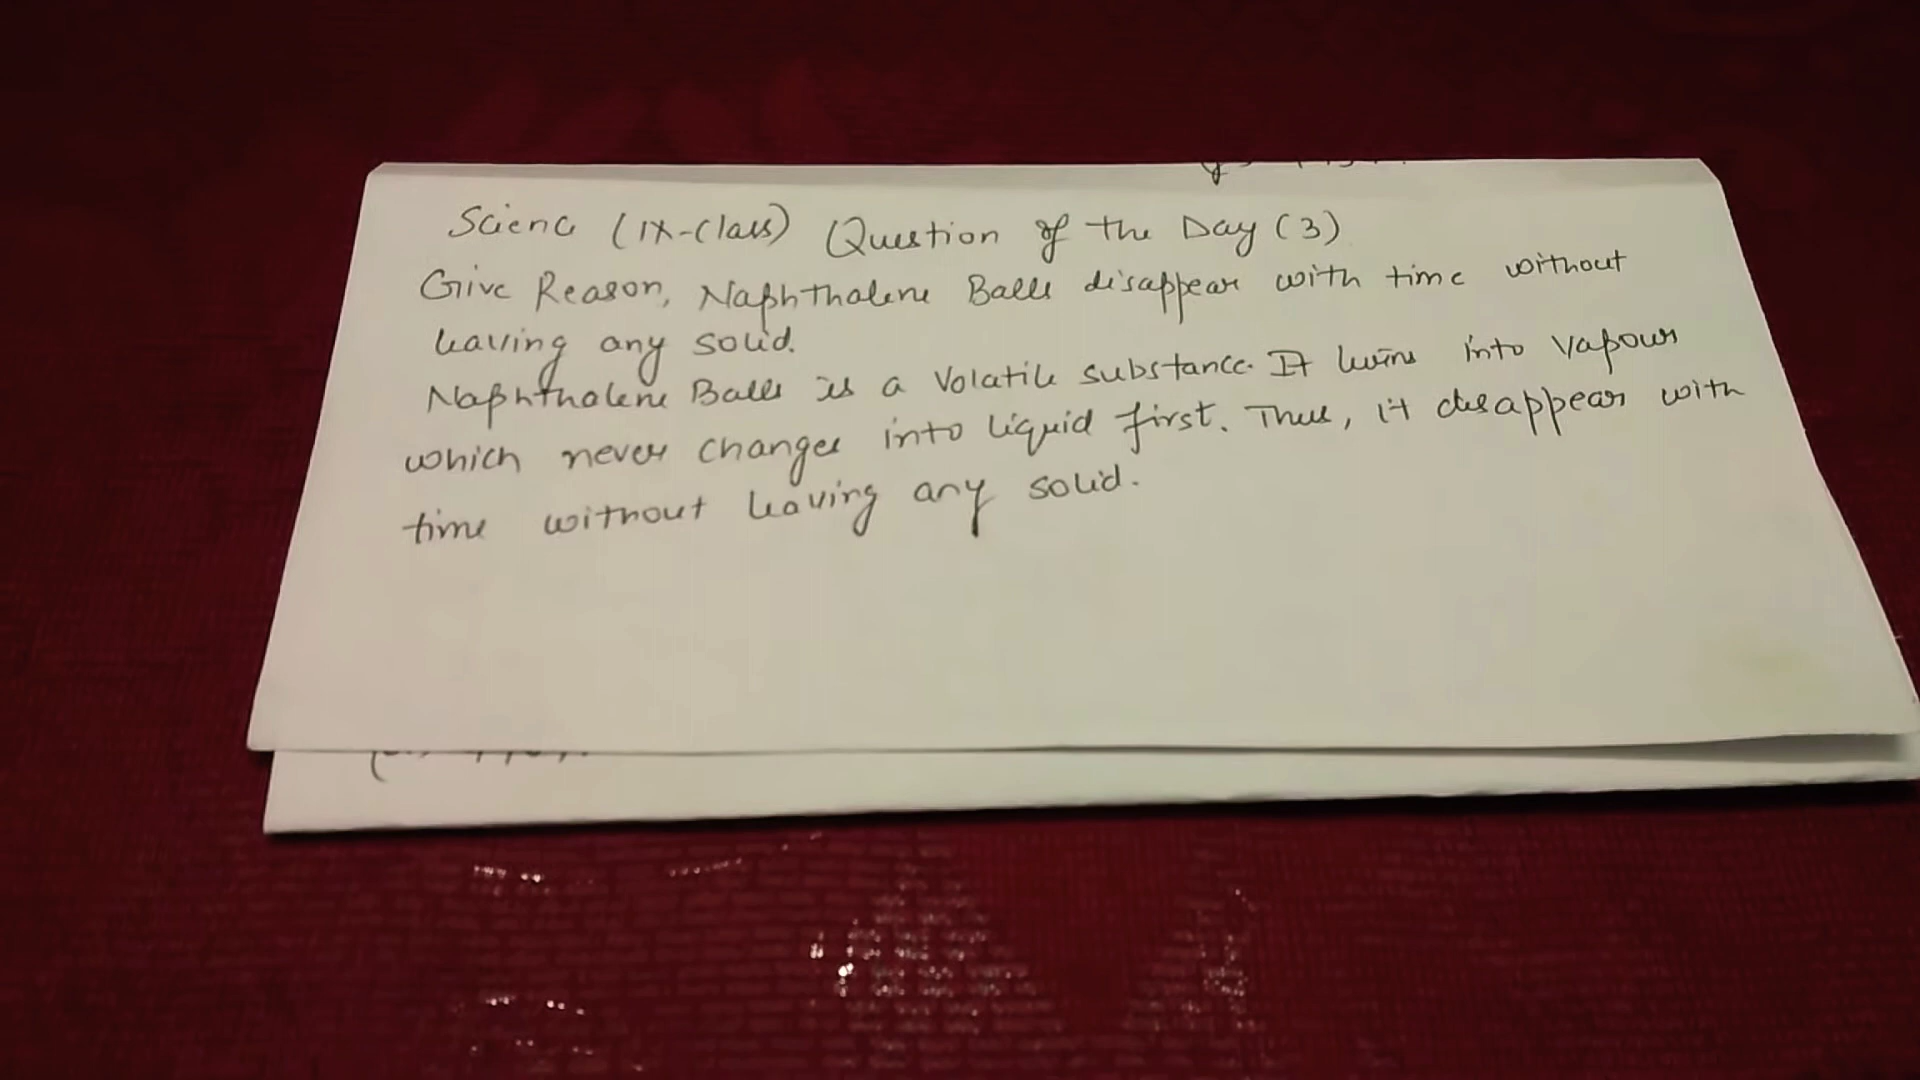 Science (IX-Class) Question of the Day (3)
Give Reason, Naphthalene Balls disappear with time without
leaving any solid.
Naphthalene Balls is a Volatile substance. It turns into vapour
which never changes into liquid first. Thus, it disappear with
time without leaving any solid.